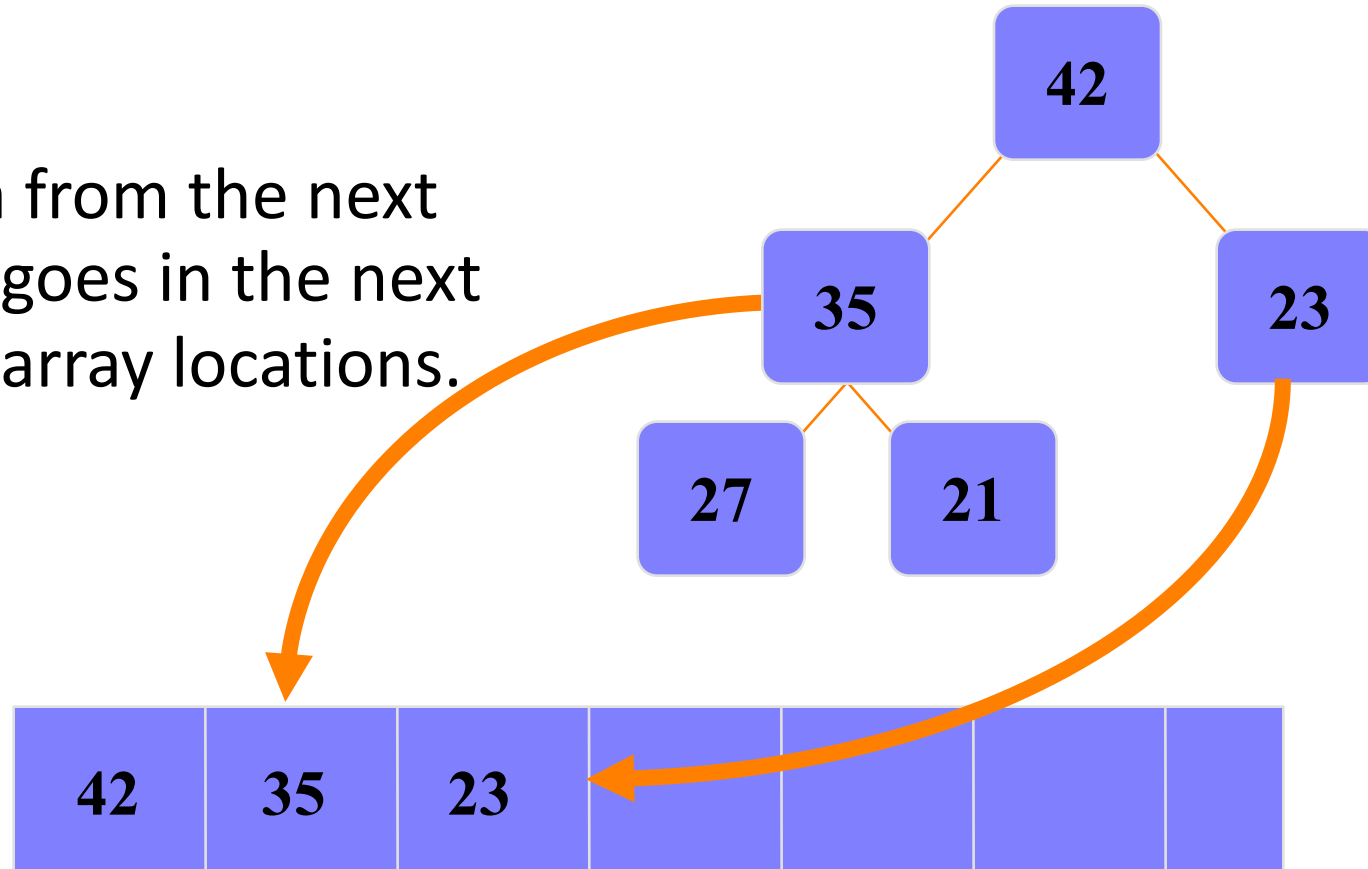 42
from the next
goes in the next
array locations.
35
23
27
21
42 35 23